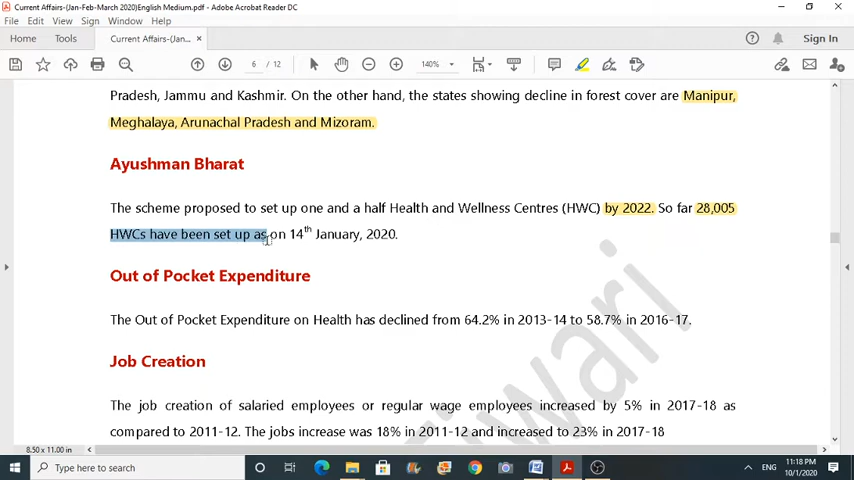 Current Affairs-(Jan-Feb-March 2020)English Medium.pdf - Adobe Acrobat Reader DC
File Edit View Sign Window Help
Home Tools Current Affairs-(Jan-... × Sign In
6 / 12 140%
Pradesh, Jammu and Kashmir. On the other hand, the states showing decline in forest cover are Manipur,
Meghalaya, Arunachal Pradesh and Mizoram.
Ayushman Bharat
The scheme proposed to set up one and a half Health and Wellness Centres (HWC) by 2022. So far 28,005
HWCs have been set up as on 14th January, 2020.
Out of Pocket Expenditure
The Out of Pocket Expenditure on Health has declined from 64.2% in 2013-14 to 58.7% in 2016-17.
Job Creation
The job creation of salaried employees or regular wage employees increased by 5% in 2017-18 as
compared to 2011-12. The jobs increase was 18% in 2011-12 and increased to 23% in 2017-18
Tiwari
8.50 x 11.00 in
Type here to search
ENG
11:18 PM
10/1/2020